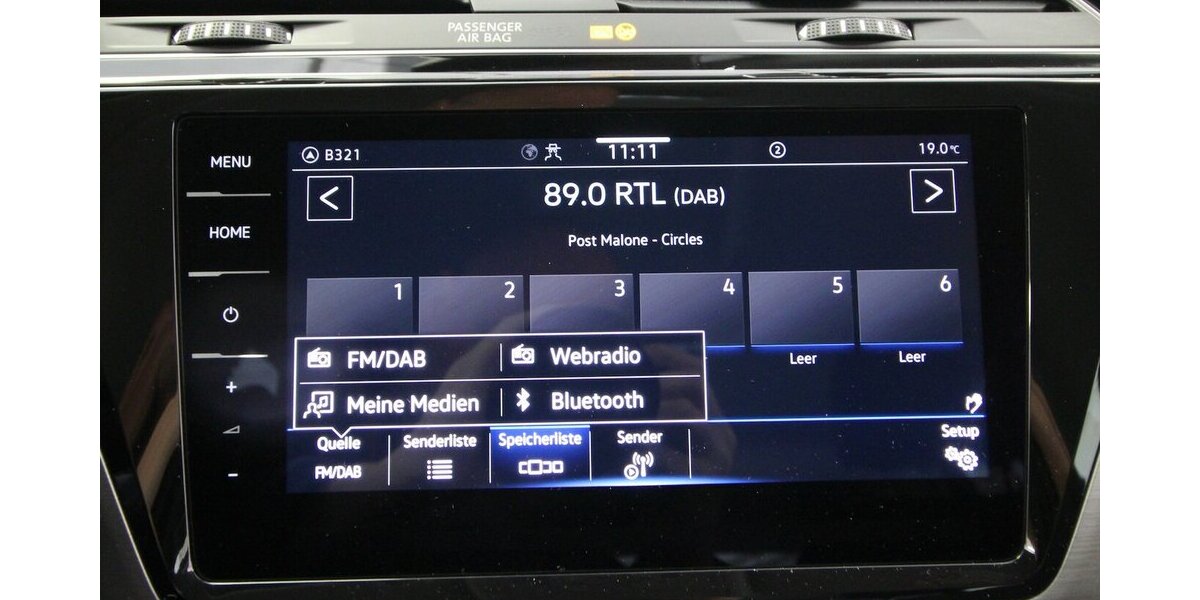 PASSENGER
AIR BAG
MENU
HOME
+
-
B321
11:11
2
19.0°C
<
89.0 RTL (DAB)
>
Post Malone - Circles
1 2 3 4 5 6
Leer Leer
FM/DAB Webradio
Meine Medien Bluetooth
Quelle Senderliste Speicherliste Sender Setup
FM/DAB